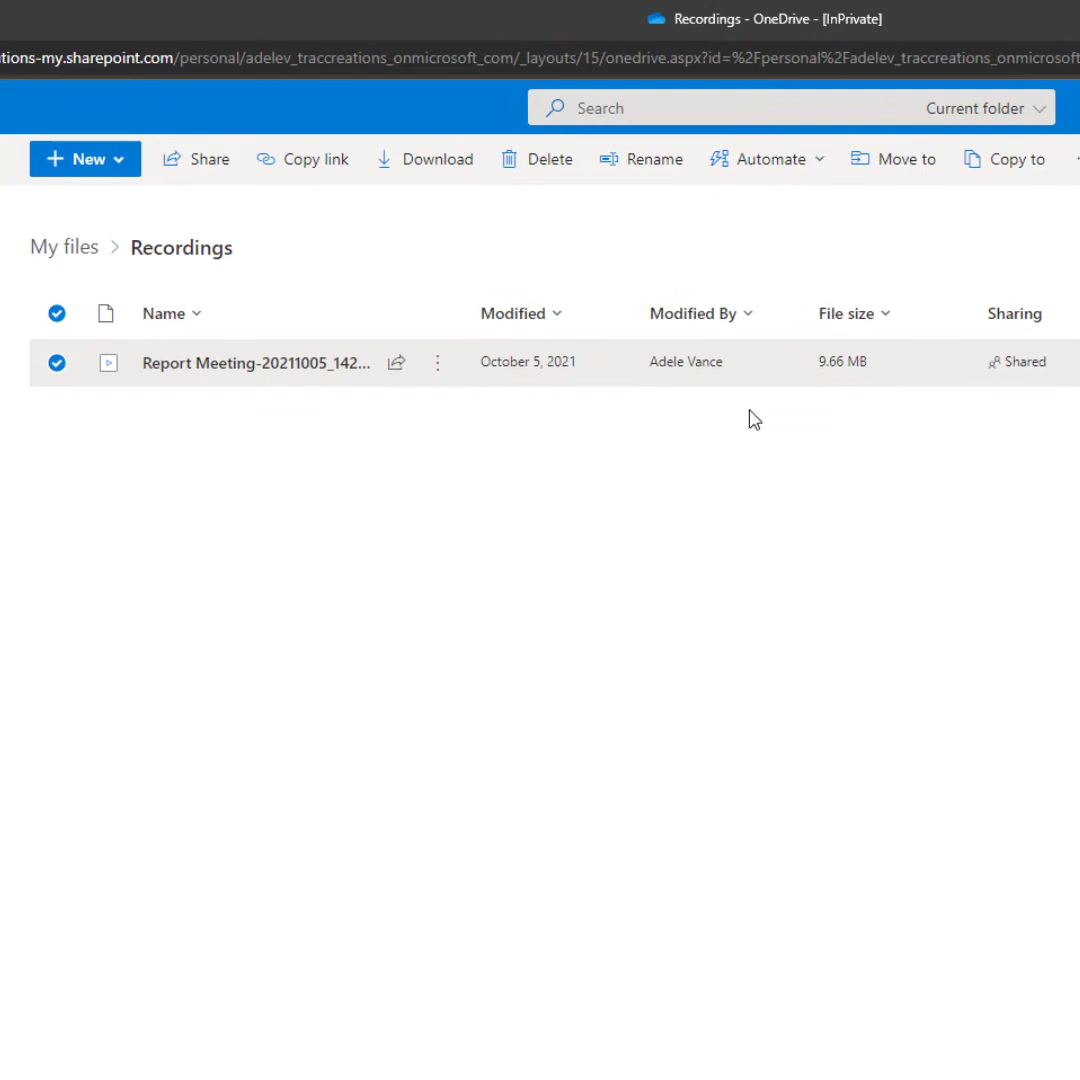 Recordings - OneDrive - [InPrivate]
tions-my.sharepoint.com/personal/adelev_traccreations_onmicrosoft_com/_layouts/15/onedrive.aspx?id=%2Fpersonal%2Fadelev_traccreations_onmicrosoft
Search Current folder
New Share Copy link Download Delete Rename Automate Move to Copy to
My files > Recordings
Name Modified Modified By File size Sharing
Report Meeting-20211005_142... October 5, 2021 Adele Vance 9.66 MB Shared